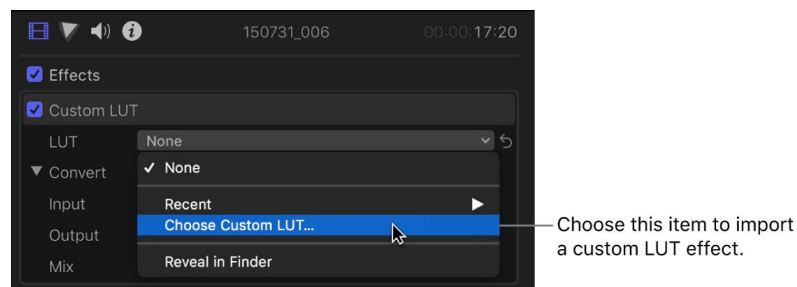 150731_006 00:00:17:20
Effects
Custom LUT
LUT None
✓ None
Convert
Recent
Input
Choose Custom LUT...
Output
Reveal in Finder
Mix
Choose this item to import
a custom LUT effect.